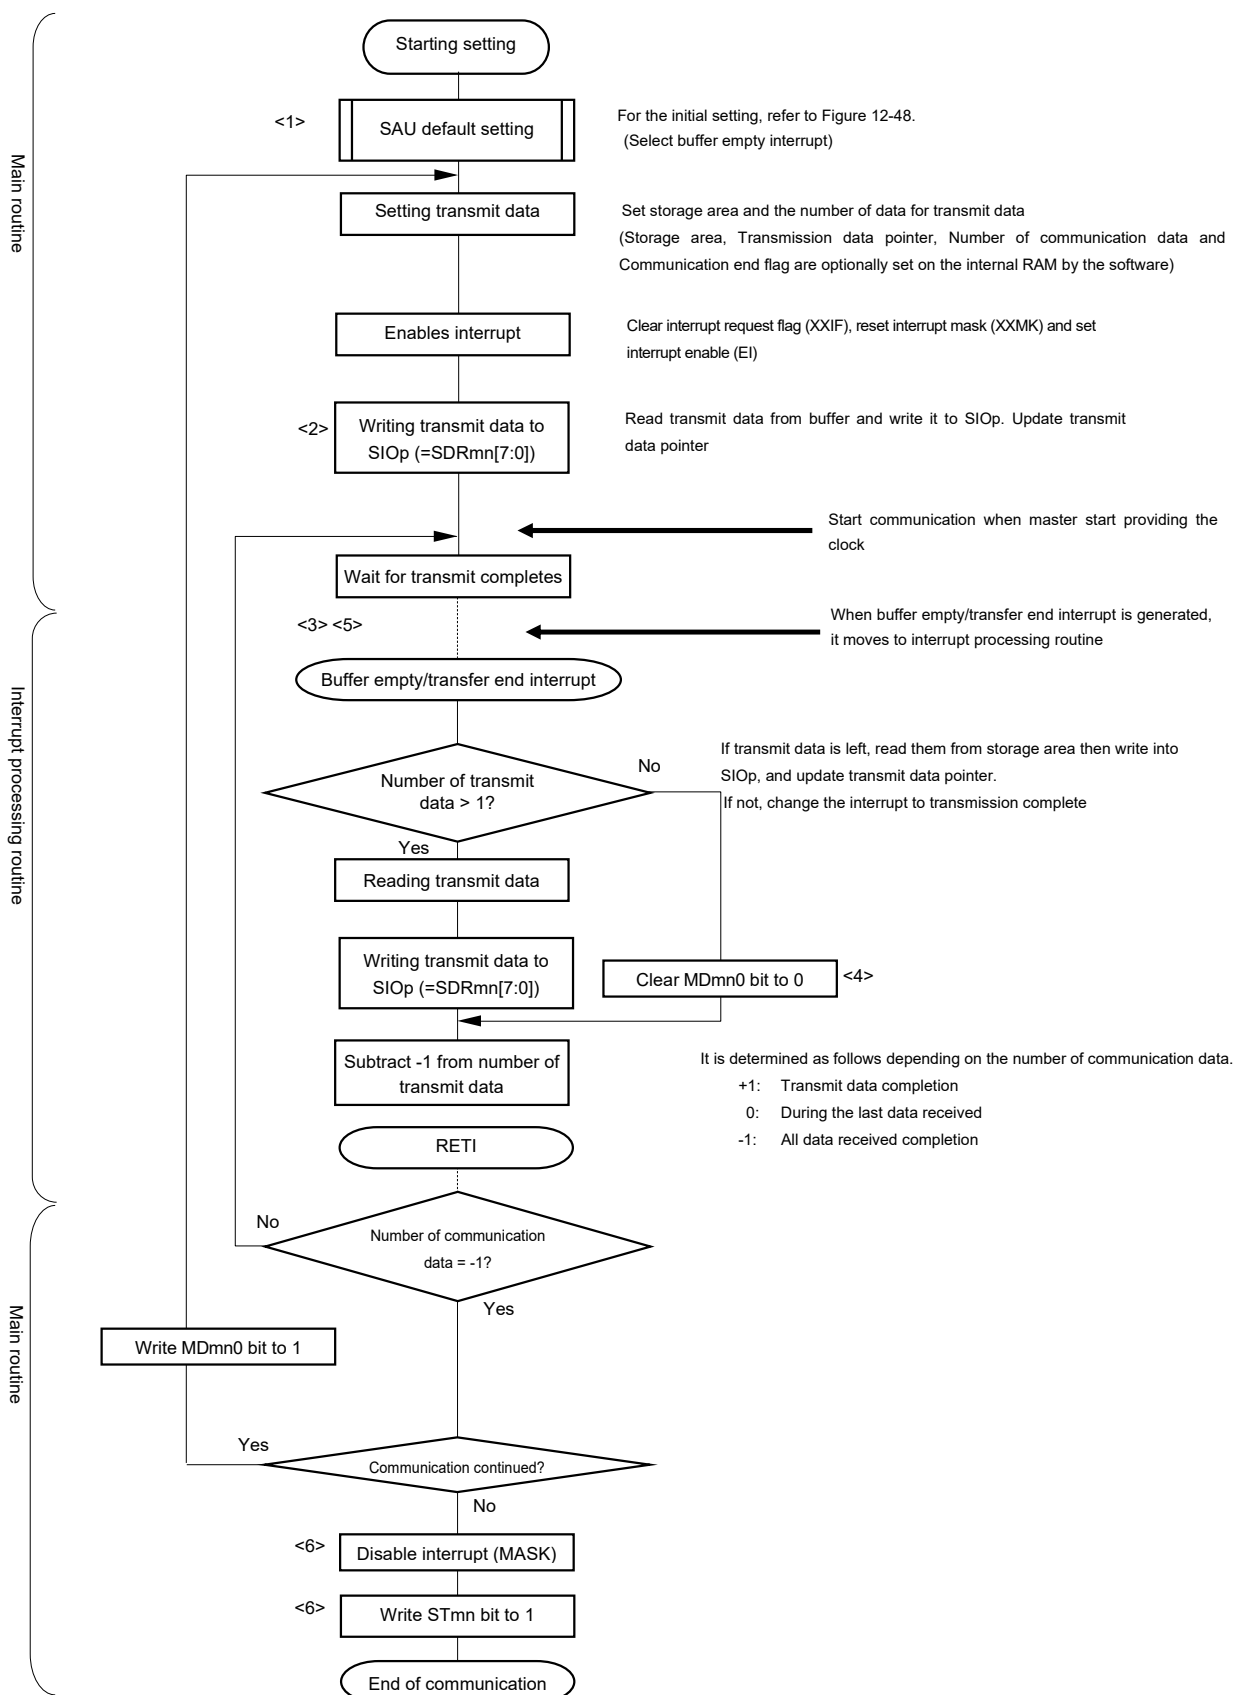 Starting setting
<1>
SAU default setting
For the initial setting, refer to Figure 12-48.
(Select buffer empty interrupt)
Main routine
Setting transmit data
Set storage area and the number of data for transmit data
(Storage area, Transmission data pointer, Number of communication data and
Communication end flag are optionally set on the internal RAM by the software)
Enables interrupt
Clear interrupt request flag (XXIF), reset interrupt mask (XXMK) and set
interrupt enable (EI)
<2>
Writing transmit data to
SIOp (=SDRmn[7:0])
Read transmit data from buffer and write it to SIOp. Update transmit
data pointer
Start communication when master start providing the
clock
Wait for transmit completes
<3> <5>
When buffer empty/transfer end interrupt is generated,
it moves to interrupt processing routine
Buffer empty/transfer end interrupt
Interrupt processing routine
Number of transmit
data > 1?
No
If transmit data is left, read them from storage area then write into
SIOp, and update transmit data pointer.
If not, change the interrupt to transmission complete
Yes
Reading transmit data
Writing transmit data to
SIOp (=SDRmn[7:0])
Clear MDmn0 bit to 0
<4>
Subtract -1 from number of
transmit data
It is determined as follows depending on the number of communication data.
+1: Transmit data completion
0: During the last data received
-1: All data received completion
RETI
No
Number of communication
data = -1?
Yes
Main routine
Write MDmn0 bit to 1
Yes
Communication continued?
No
<6>
Disable interrupt (MASK)
<6>
Write STmn bit to 1
End of communication